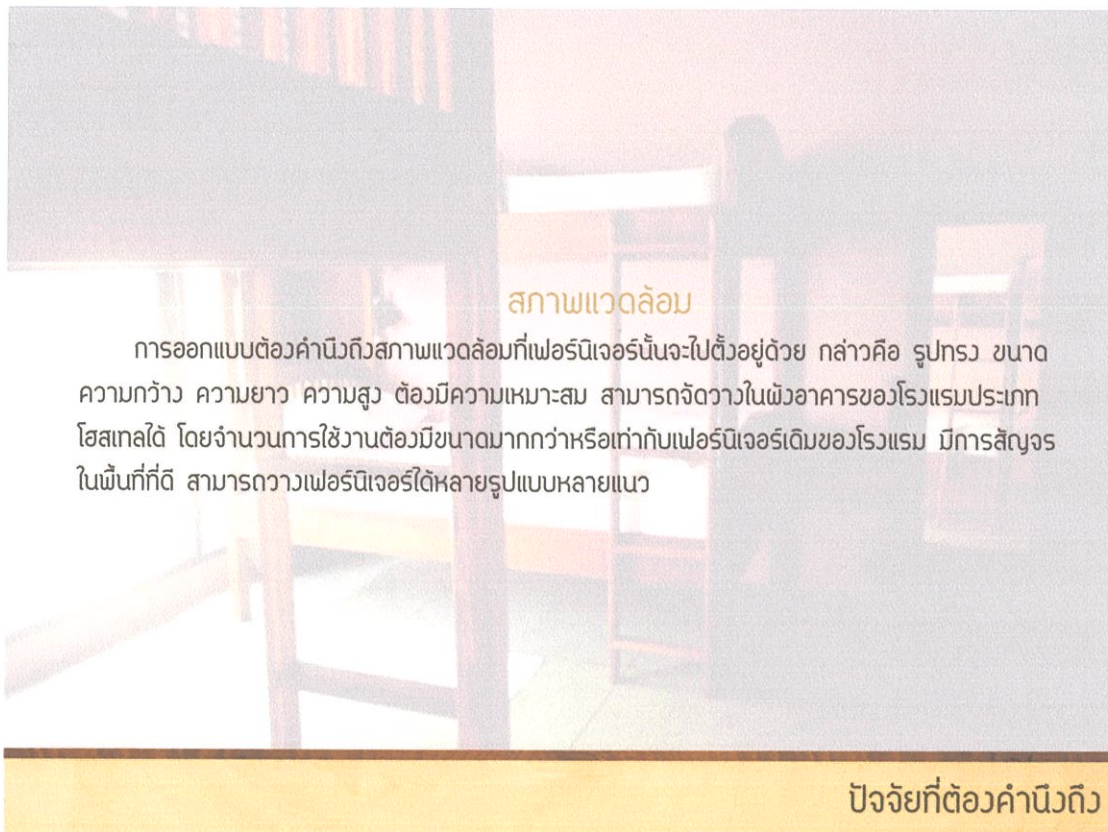 สภาพแวดล้อม
การออกแบบต้องคำนึงถึงสภาพแวดล้อมที่เฟอร์นิเจอร์นั้นจะไปตั้งอยู่ด้วย กล่าวคือ รูปทรง ขนาด
ความกว้าง ความยาว ความสูง ต้องมีความเหมาะสม สามารถจัดวางในผังอาคารของโรงแรมประเภท
โฮสเทลได้ โดยจำนวนการใช้งานต้องมีขนาดมากกว่าหรือเท่ากับเฟอร์นิเจอร์เดิมของโรงแรม มีการสัญจร
ในพื้นที่ที่ดี สามารถวางเฟอร์นิเจอร์ได้หลายรูปแบบหลายแนว
ปัจจัยที่ต้องคำนึงถึง